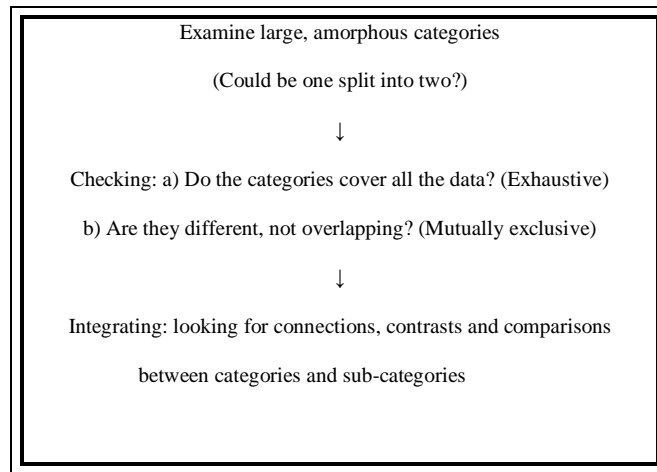 Examine large, amorphous categories
(Could be one split into two?)
↓
Checking: a) Do the categories cover all the data? (Exhaustive)
b) Are they different, not overlapping? (Mutually exclusive)
↓
Integrating: looking for connections, contrasts and comparisons
between categories and sub-categories